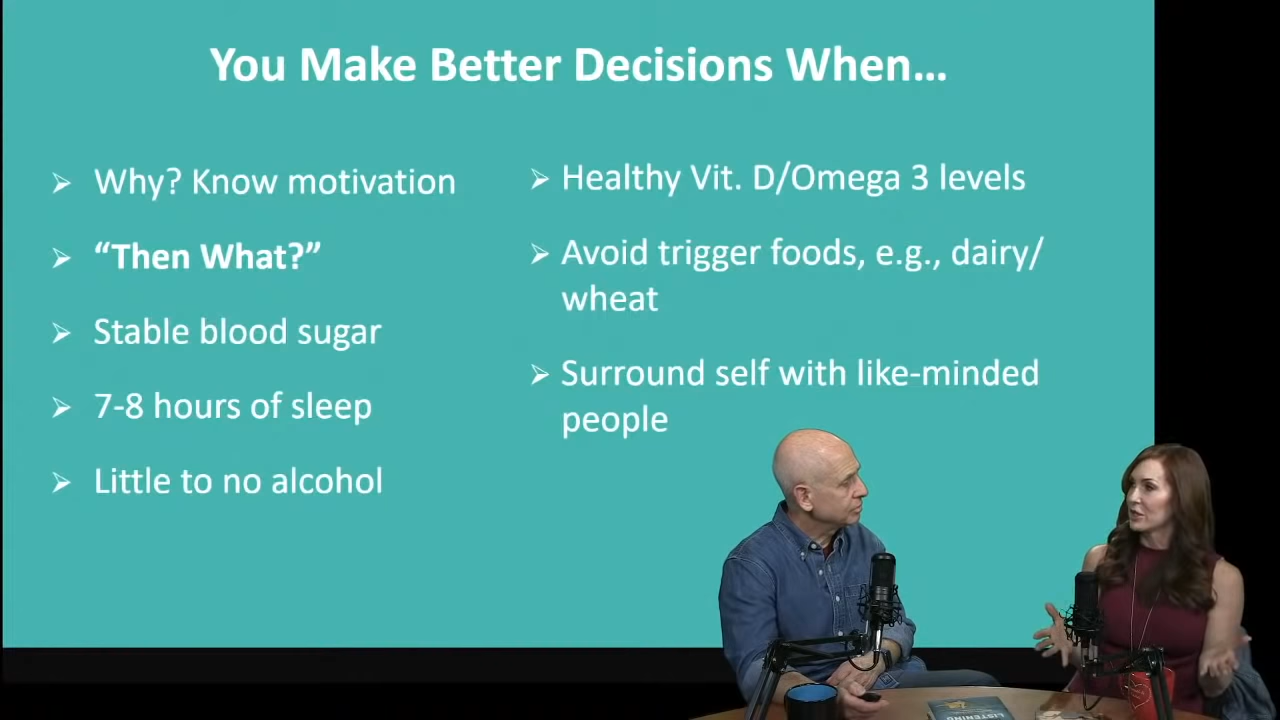 You Make Better Decisions When…
Why? Know motivation
“Then What?”
Stable blood sugar
7-8 hours of sleep
Little to no alcohol
Healthy Vit. D/Omega 3 levels
Avoid trigger foods, e.g., dairy/
wheat
Surround self with like-minded
people
LISTENING